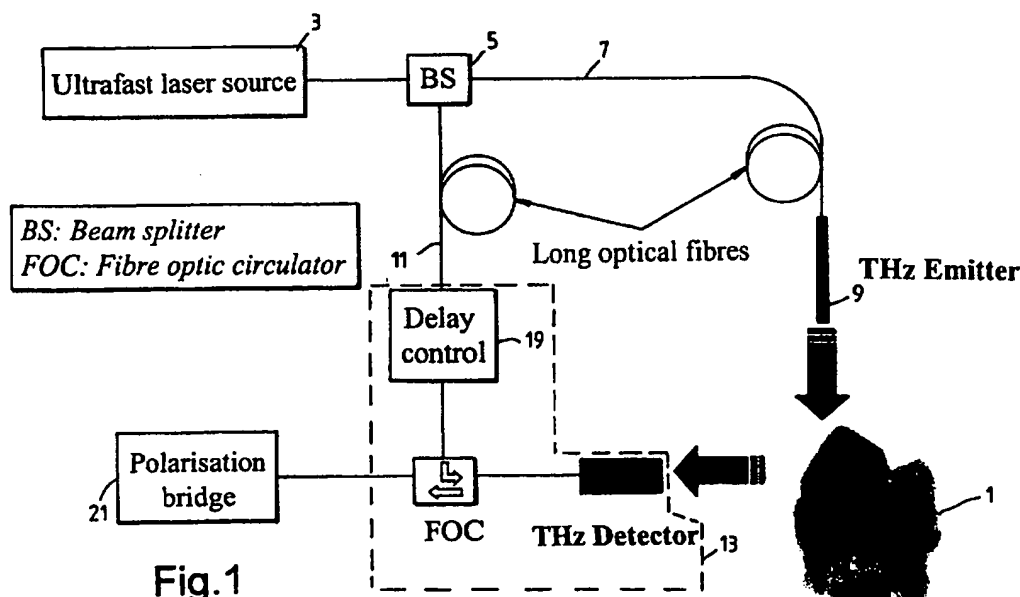 3
5
7
Ultrafast laser source
BS
BS: Beam splitter
FOC: Fibre optic circulator
11
Long optical fibres
THz Emitter
9
Delay
control
19
Polarisation
bridge
21
FOC
THz Detector
13
1
Fig.1